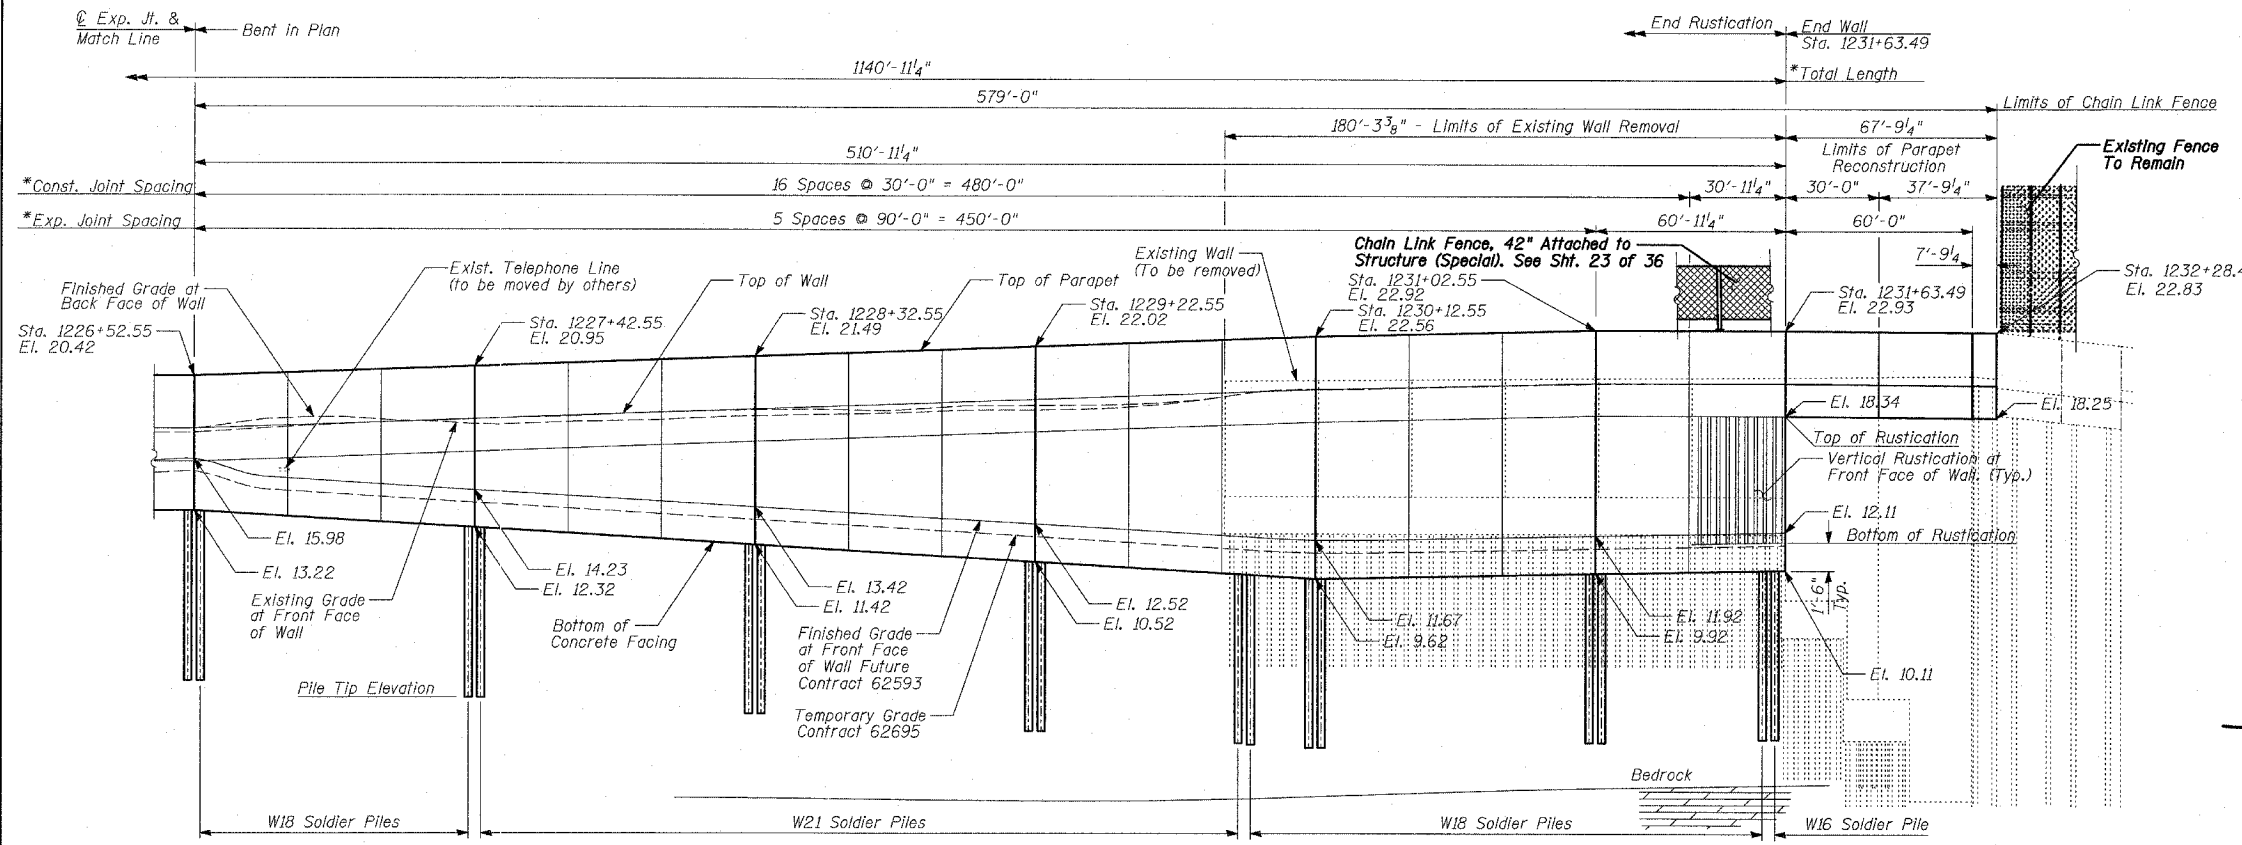 ℄ Exp. Jt. &
Match Line
Bent in Plan
End Rustication
End Wall
Sta. 1231+63.49
1140'-11¼"
*Total Length
579'-0"
Limits of Chain Link Fence
180'-3⅜" - Limits of Existing Wall Removal
67'-9¼"
510'-11¼"
Limits of Parapet
Reconstruction
Existing Fence
To Remain
*Const. Joint Spacing
16 Spaces @ 30'-0" = 480'-0"
30'-11¼"
30'-0"
37'-9¼"
*Exp. Joint Spacing
5 Spaces @ 90'-0" = 450'-0"
60'-11¼"
60'-0"
7'-9¼"
Finished Grade at
Back Face of Wall
Exist. Telephone Line
(to be moved by others)
Top of Wall
Top of Parapet
Existing Wall
(To be removed)
Chain Link Fence, 42" Attached to
Structure (Special). See Sht. 23 of 36
Sta. 1226+52.55
El. 20.42
Sta. 1227+42.55
El. 20.95
Sta. 1228+32.55
El. 21.49
Sta. 1229+22.55
El. 22.02
Sta. 1231+02.55
El. 22.92
Sta. 1230+12.55
El. 22.56
Sta. 1231+63.49
El. 22.93
Sta. 1232+28.4
El. 22.83
El. 18.34
El. 18.25
Top of Rustication
Vertical Rustication at
Front Face of Wall. (Typ.)
El. 12.11
Bottom of Rustication
1'-6"
Typ.
El. 15.98
El. 13.22
Existing Grade
at Front Face
of Wall
El. 14.23
El. 12.32
Bottom of
Concrete Facing
El. 13.42
El. 11.42
Finished Grade
at Front Face
of Wall Future
Contract 62593
Temporary Grade
Contract 62695
El. 12.52
El. 10.52
El. 11.67
El. 9.62
El. 11.92
El. 9.92
El. 10.11
Pile Tip Elevation
Bedrock
W18 Soldier Piles
W21 Soldier Piles
W18 Soldier Piles
W16 Soldier Pile